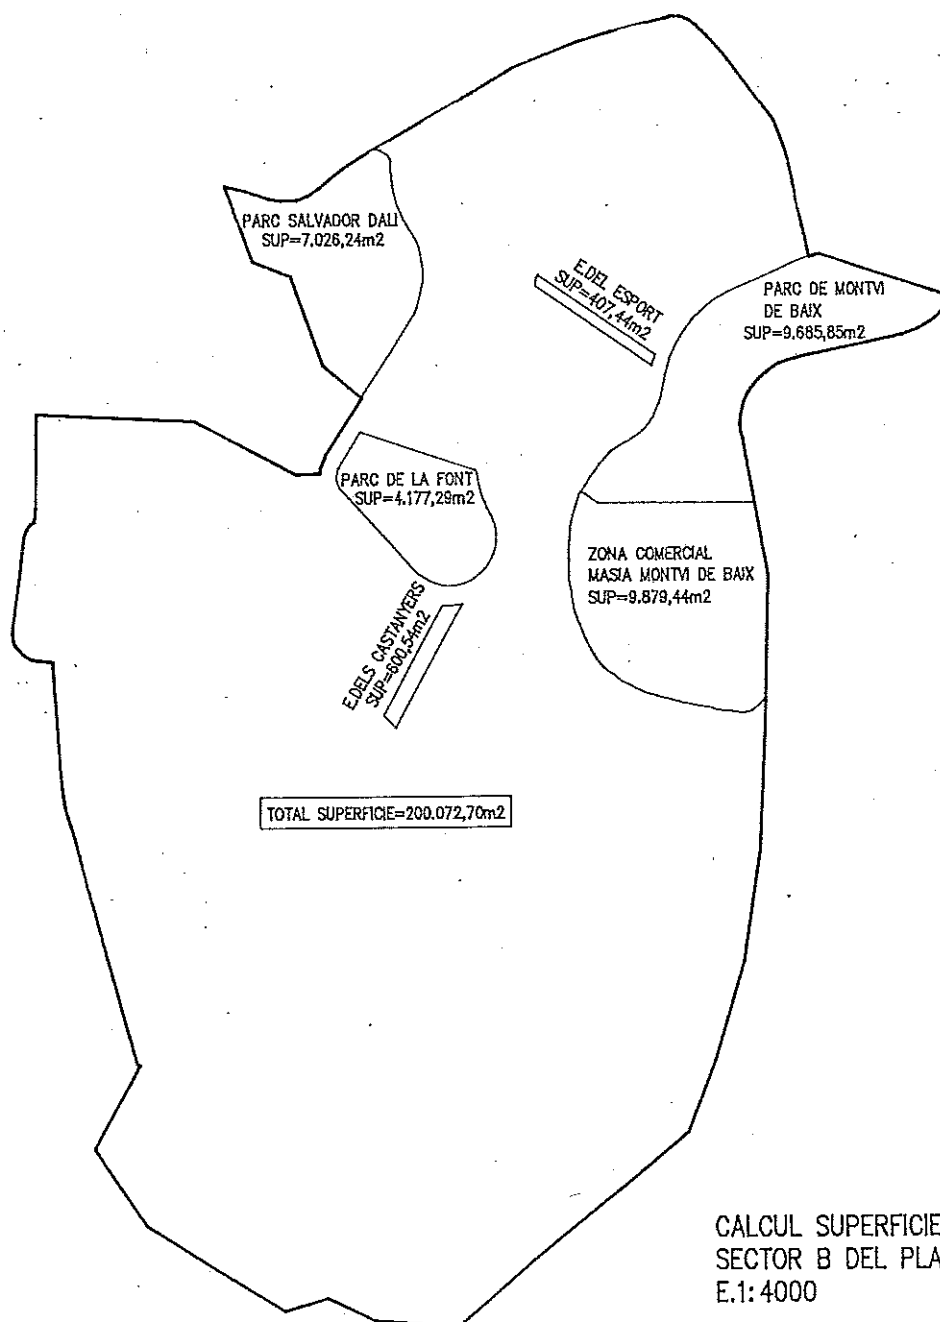 PARC SALVADOR DALI
SUP=7.026,24m2
E.DEL ESPORT
SUP=407,44m2
PARC DE MONTVI
DE BAIX
SUP=9.685,85m2
PARC DE LA FONT
SUP=4.177,29m2
ZONA COMERCIAL
MASIA MONTVI DE BAIX
SUP=9.879,44m2
E.DELS CASTANYERS
SUP=600,54m2
TOTAL SUPERFICIE=200.072,70m2
CALCUL SUPERFICIE
SECTOR B DEL PLA
E.1:4000